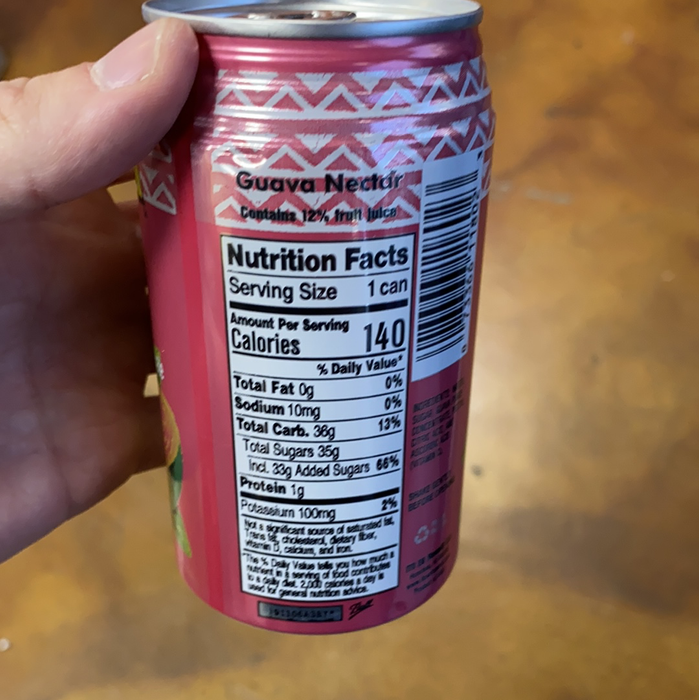 Guava Nectar
Contains 12% fruit juice
Nutrition Facts
Serving Size 1 can
Amount Per Serving
Calories 140
% Daily Value*
Total Fat 0g 0%
Sodium 10mg 0%
Total Carb. 36g 13%
Total Sugars 35g
Incl. 33g Added Sugars 66%
Protein 1g
Potassium 100mg 2%
Not a significant source of saturated fat,
Trans fat, cholesterol, dietary fiber,
vitamin D, calcium, and iron.
*The % Daily Value tells you how much a
nutrient in a serving of food contributes
to a daily diet. 2,000 calories a day is
used for general nutrition advice.
Ball
SHAKE
BEFORE